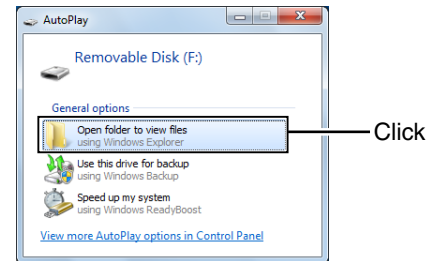 AutoPlay
Removable Disk (F:)
General options
Open folder to view files
using Windows Explorer
Click
Use this drive for backup
using Windows Backup
Speed up my system
using Windows ReadyBoost
View more AutoPlay options in Control Panel